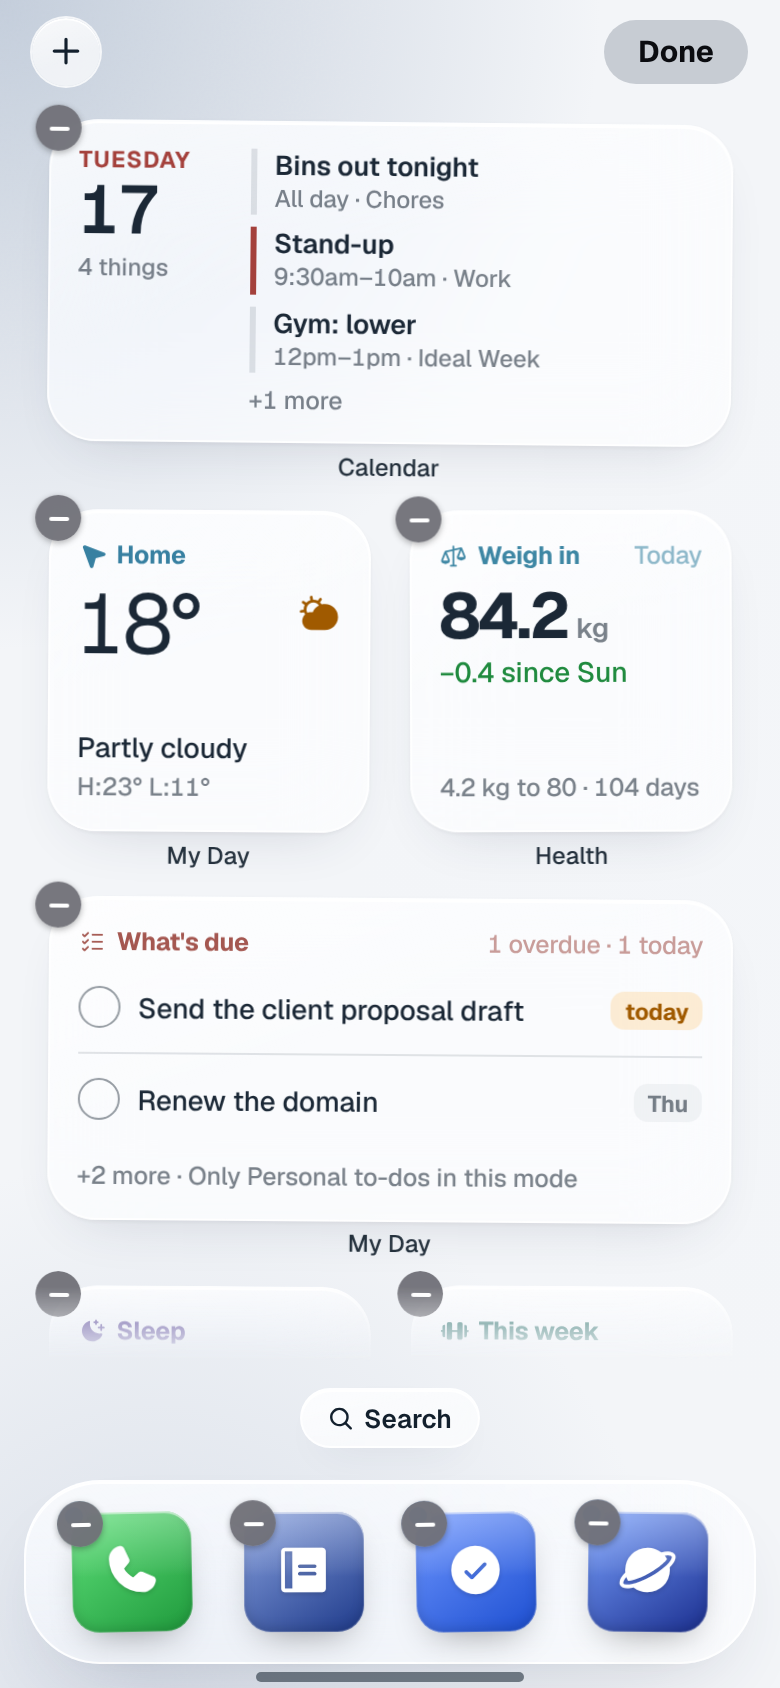 Done
TUESDAY
17
4 things
Bins out tonight
All day · Chores
Stand-up
9:30am–10am · Work
Gym: lower
12pm–1pm · Ideal Week
+1 more
Calendar
Home
18°
Partly cloudy
H:23° L:11°
My Day
Weigh in Today
84.2 kg
−0.4 since Sun
4.2 kg to 80 · 104 days
Health
What's due 1 overdue · 1 today
Send the client proposal draft today
Renew the domain Thu
+2 more · Only Personal to-dos in this mode
My Day
Sleep
This week
Search